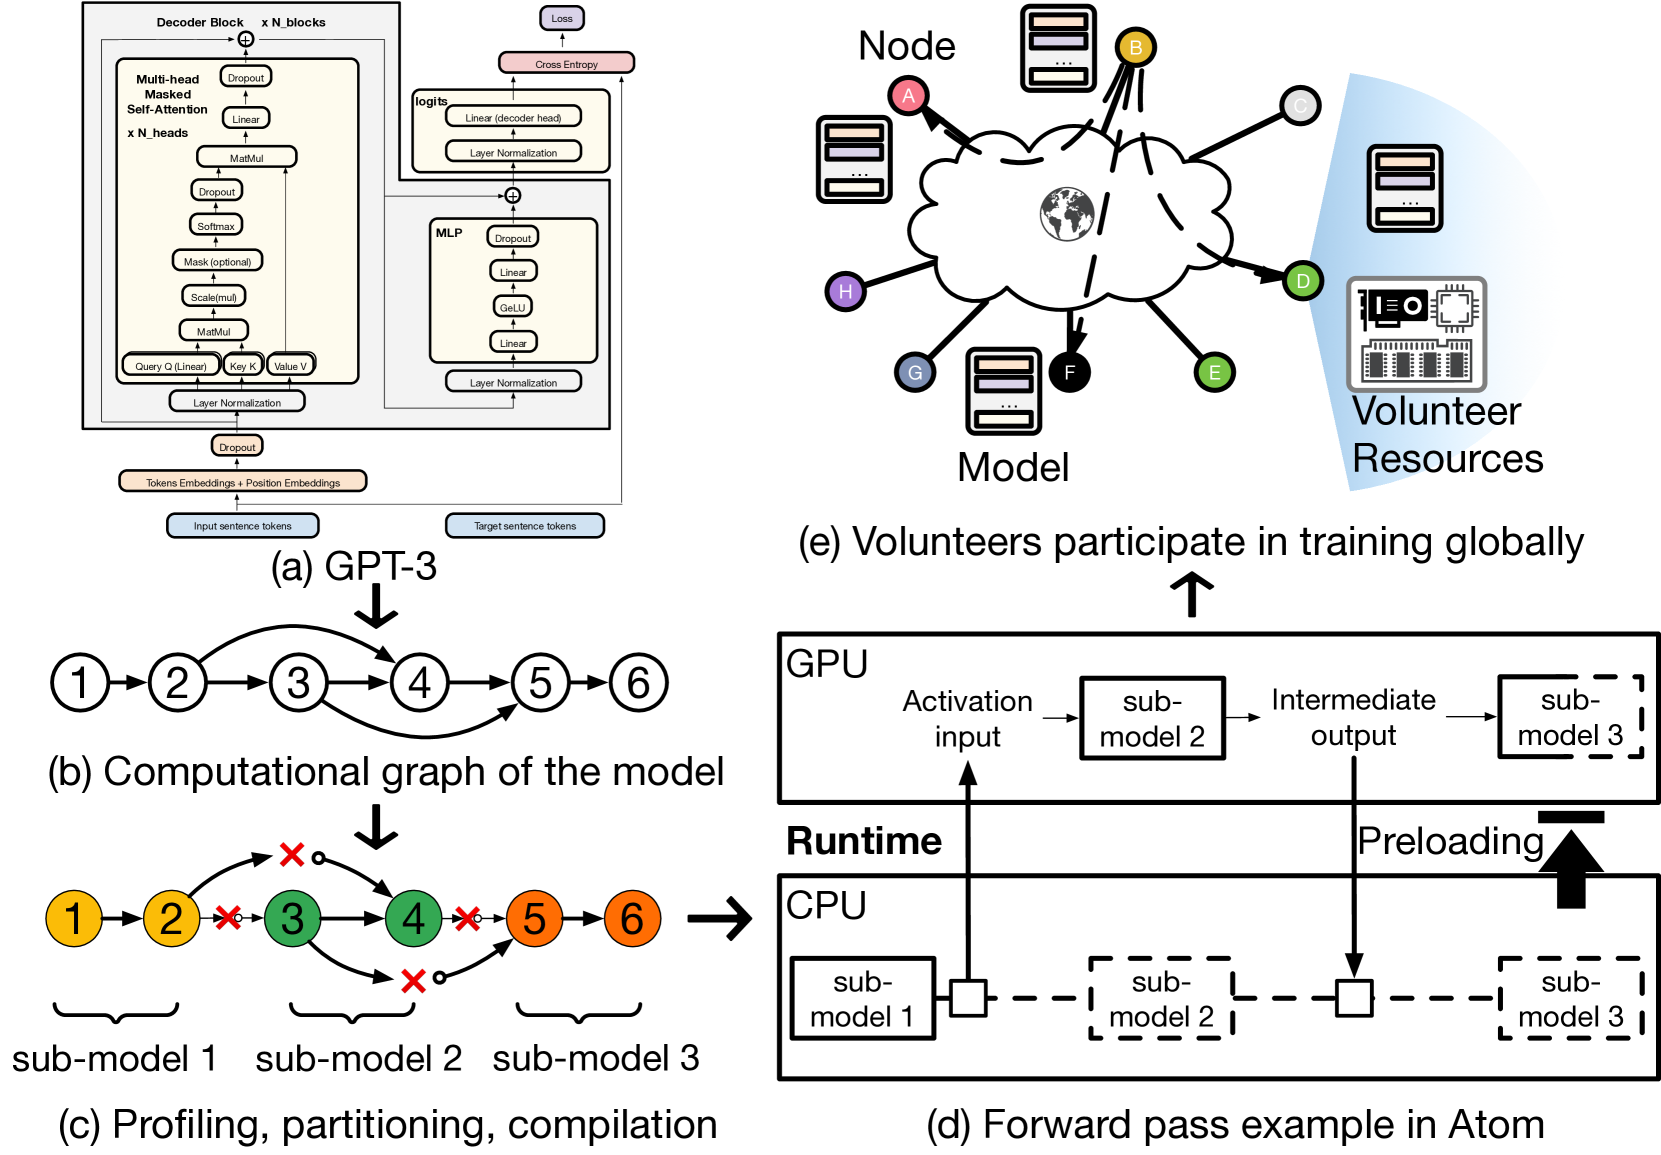 Decoder Block x N_blocks
Dropout
Multi-head
Masked
Self-Attention
x N_heads
Linear
MatMul
Dropout
Softmax
Mask (optional)
Scale(mul)
MatMul
Query Q (Linear)
Key K
Value V
Layer Normalization
Dropout
Tokens Embeddings + Position Embeddings
Input sentence tokens
Loss
Cross Entropy
logits
Linear (decoder head)
Layer Normalization
MLP
Dropout
Linear
GeLU
Linear
Layer Normalization
Target sentence tokens
(a) GPT-3
1 2 3 4 5 6
(b) Computational graph of the model
1 2 3 4 5 6
sub-model 1 sub-model 2 sub-model 3
(c) Profiling, partitioning, compilation
Node
A
B
C
D
E
F
G
H
...
...
...
...
Model
Volunteer
Resources
(e) Volunteers participate in training globally
GPU
Activation
input
sub-
model 2
Intermediate
output
sub-
model 3
Runtime
Preloading
CPU
sub-
model 1
sub-
model 2
sub-
model 3
(d) Forward pass example in Atom